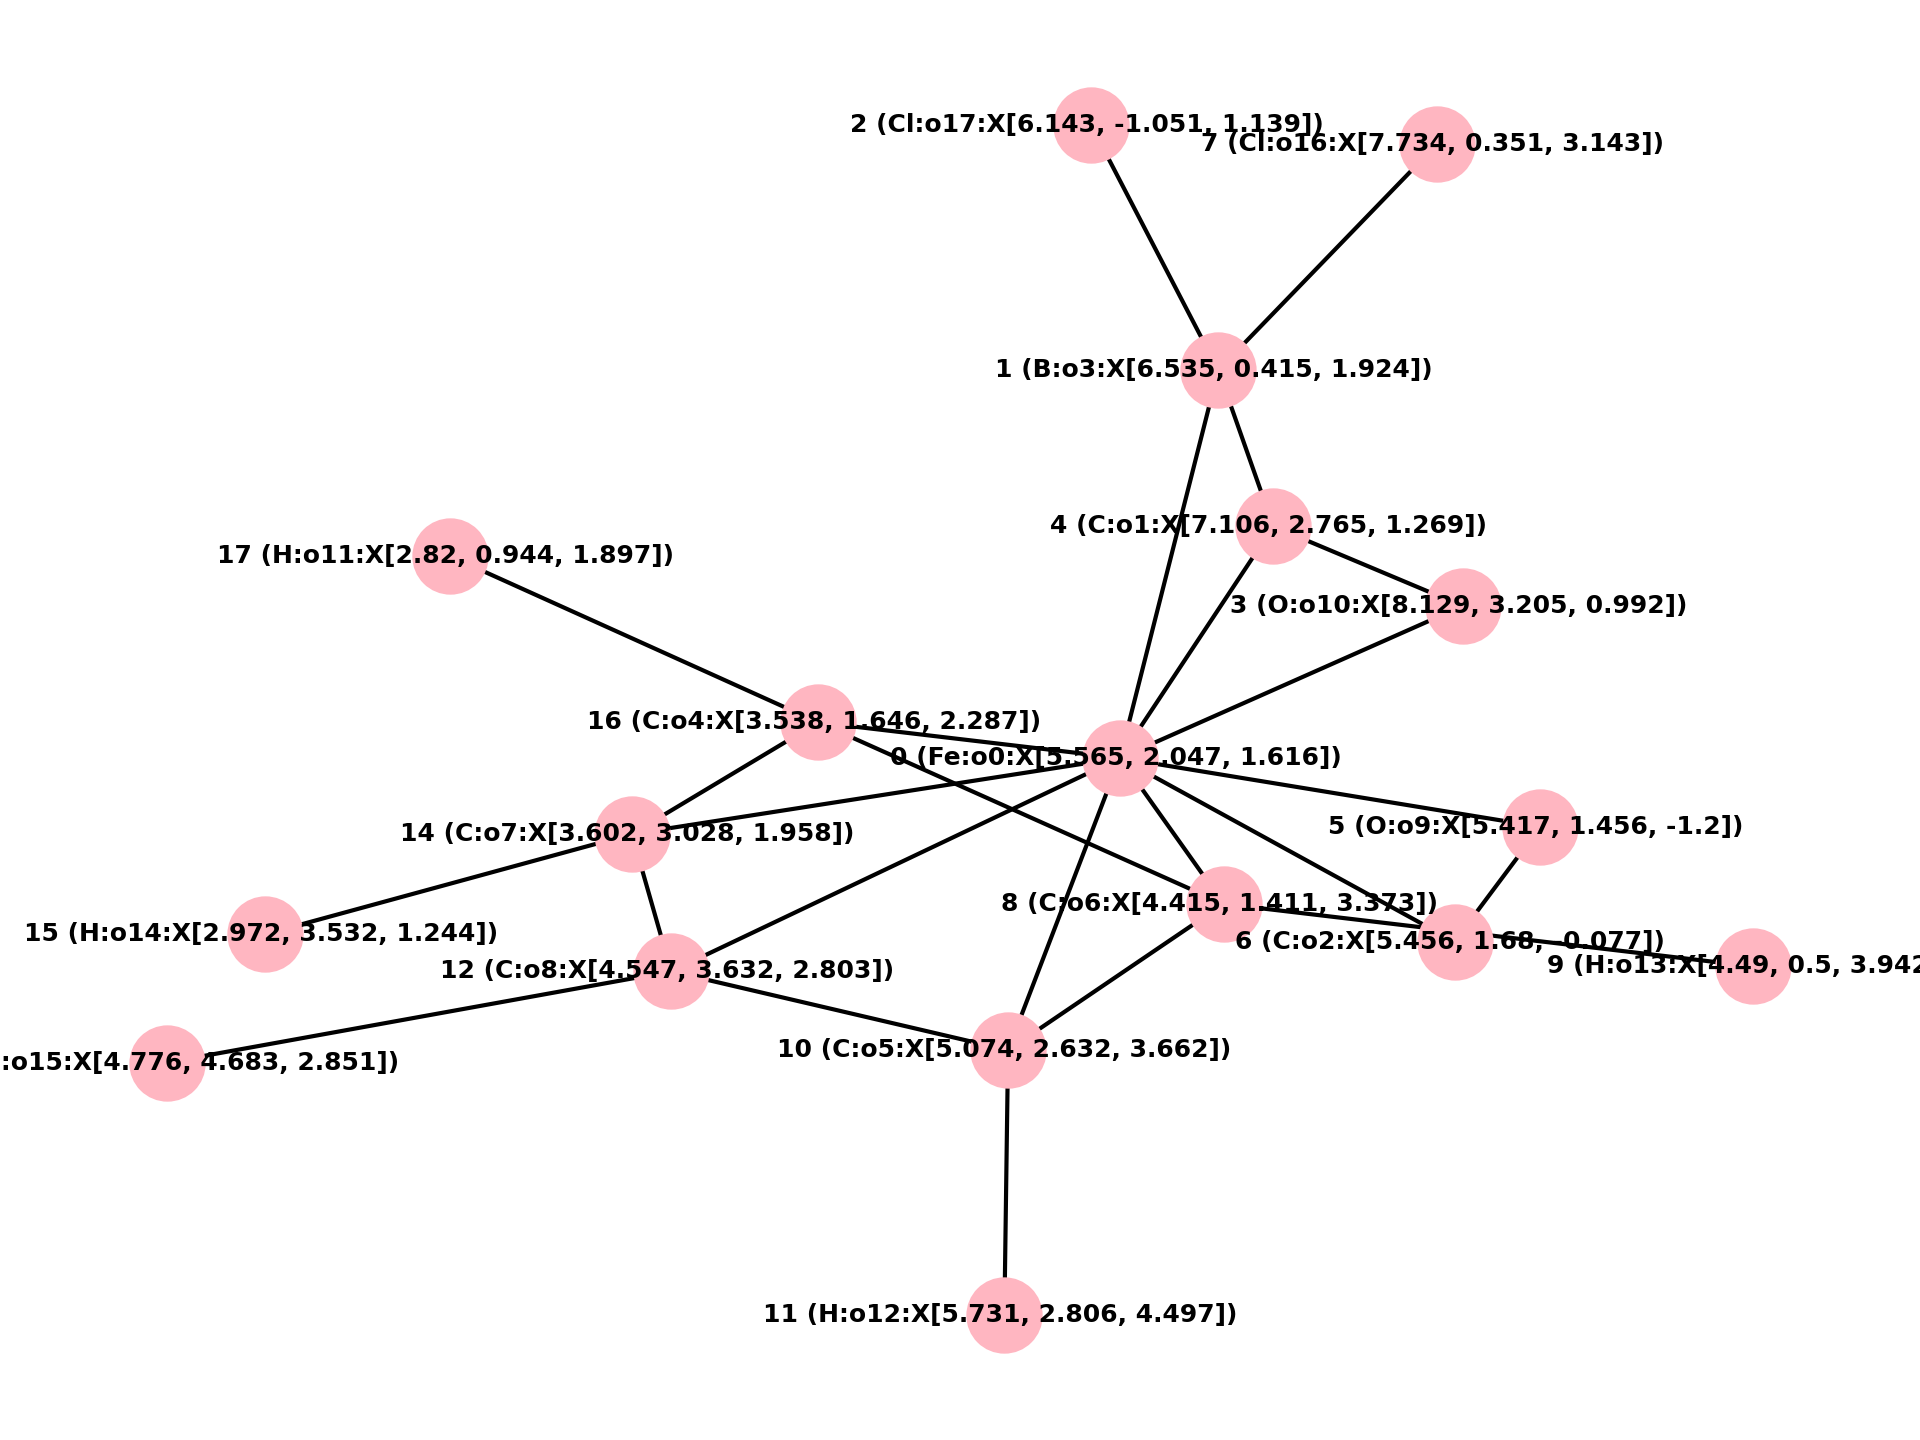 2 (Cl:o17:X[6.143, -1.051, 1.139])
7 (Cl:o16:X[7.734, 0.351, 3.143])
1 (B:o3:X[6.535, 0.415, 1.924])
4 (C:o1:X[7.106, 2.765, 1.269])
17 (H:o11:X[2.82, 0.944, 1.897])
3 (O:o10:X[8.129, 3.205, 0.992])
16 (C:o4:X[3.538, 1.646, 2.287])
0 (Fe:o0:X[5.565, 2.047, 1.616])
5 (O:o9:X[5.417, 1.456, -1.2])
14 (C:o7:X[3.602, 3.028, 1.958])
8 (C:o6:X[4.415, 1.411, 3.373])
15 (H:o14:X[2.972, 3.532, 1.244])
6 (C:o2:X[5.456, 1.68, -0.077])
9 (H:o13:X[4.49, 0.5, 3.942
12 (C:o8:X[4.547, 3.632, 2.803])
10 (C:o5:X[5.074, 2.632, 3.662])
:o15:X[4.776, 4.683, 2.851])
11 (H:o12:X[5.731, 2.806, 4.497])